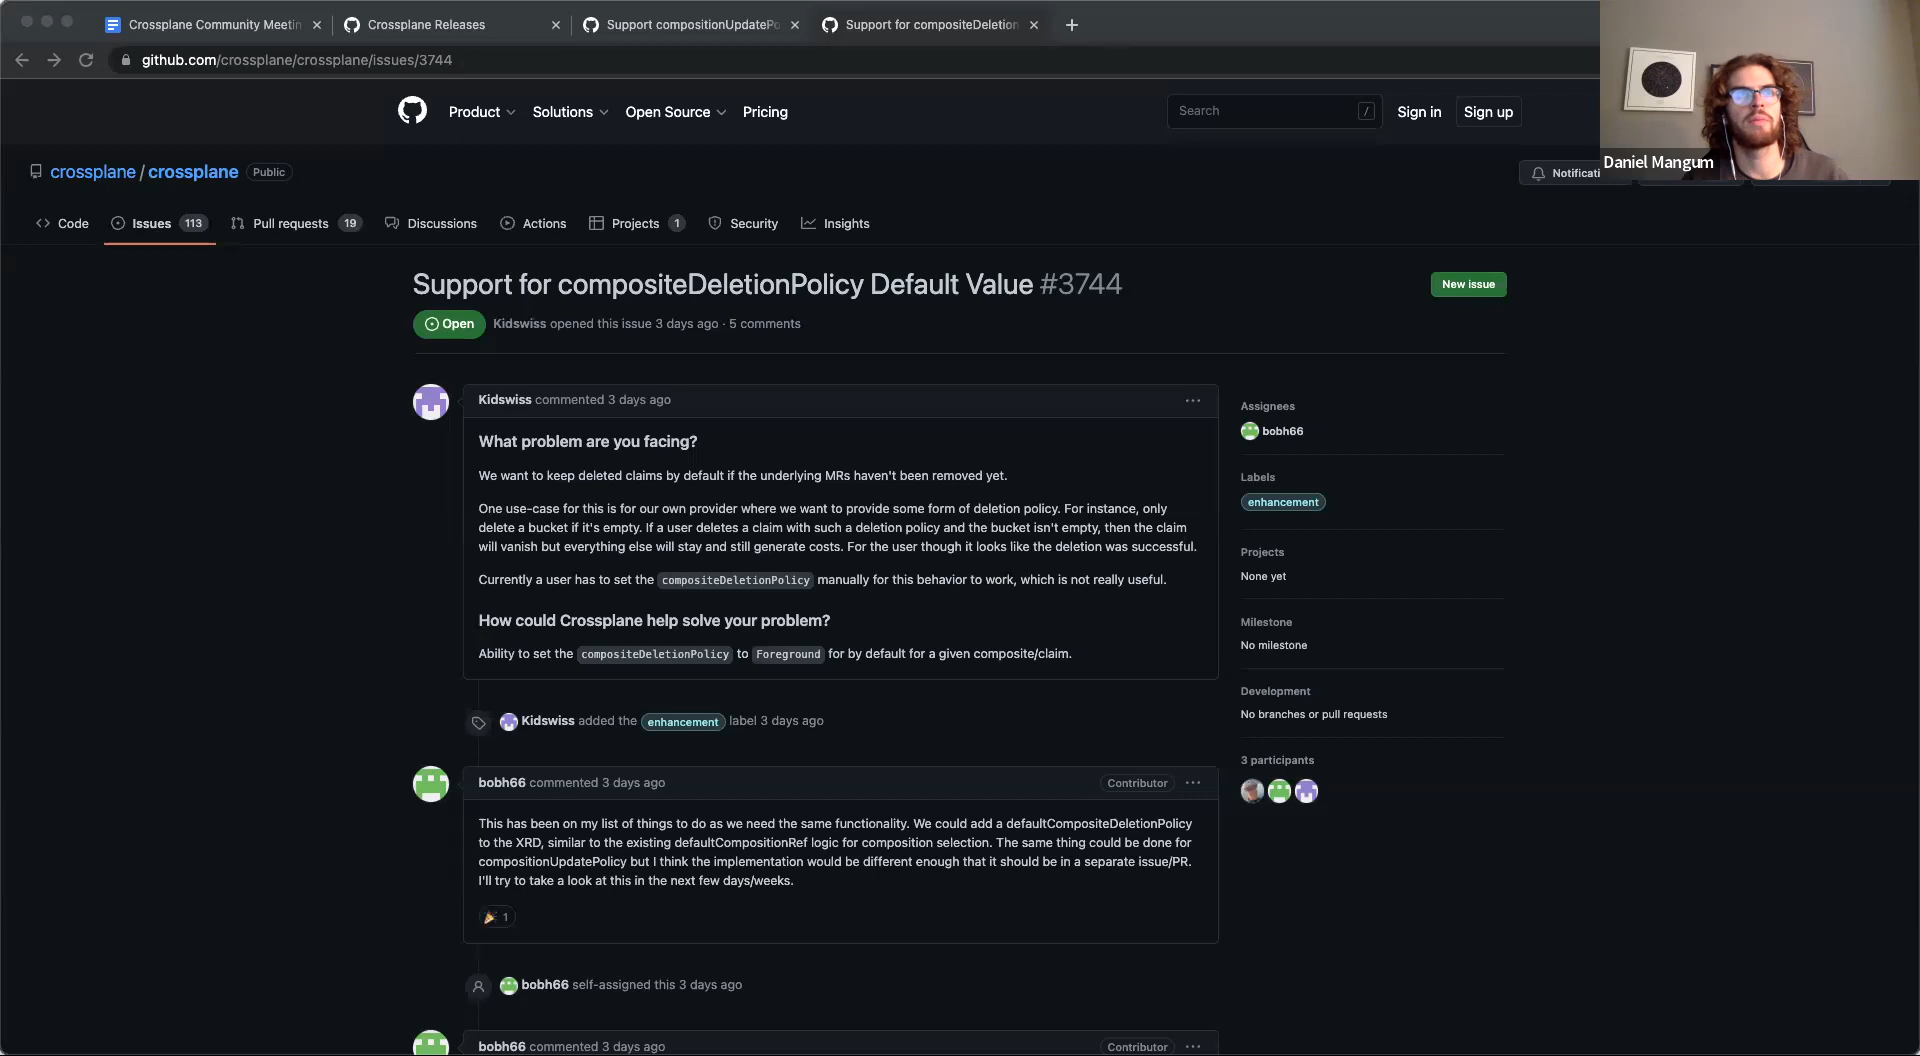 Crossplane Community Meetin
Crossplane Releases
Support compositionUpdatePo
Support for compositeDeletion
github.com/crossplane/crossplane/issues/3744
Product
Solutions
Open Source
Pricing
Search
/
Sign in
Sign up
Daniel Mangum
crossplane / crossplane
Public
Notificati
Code
Issues 113
Pull requests 19
Discussions
Actions
Projects 1
Security
Insights
Support for compositeDeletionPolicy Default Value #3744
New issue
Open
Kidswiss opened this issue 3 days ago · 5 comments
Kidswiss commented 3 days ago
What problem are you facing?
We want to keep deleted claims by default if the underlying MRs haven't been removed yet.
One use-case for this is for our own provider where we want to provide some form of deletion policy. For instance, only
delete a bucket if it's empty. If a user deletes a claim with such a deletion policy and the bucket isn't empty, then the claim
will vanish but everything else will stay and still generate costs. For the user though it looks like the deletion was successful.
Currently a user has to set the compositeDeletionPolicy manually for this behavior to work, which is not really useful.
How could Crossplane help solve your problem?
Ability to set the compositeDeletionPolicy to Foreground for by default for a given composite/claim.
Kidswiss added the enhancement label 3 days ago
bobh66 commented 3 days ago
Contributor
This has been on my list of things to do as we need the same functionality. We could add a defaultCompositeDeletionPolicy
to the XRD, similar to the existing defaultCompositionRef logic for composition selection. The same thing could be done for
compositionUpdatePolicy but I think the implementation would be different enough that it should be in a separate issue/PR.
I'll try to take a look at this in the next few days/weeks.
1
bobh66 self-assigned this 3 days ago
bobh66 commented 3 days ago
Contributor
Assignees
bobh66
Labels
enhancement
Projects
None yet
Milestone
No milestone
Development
No branches or pull requests
3 participants